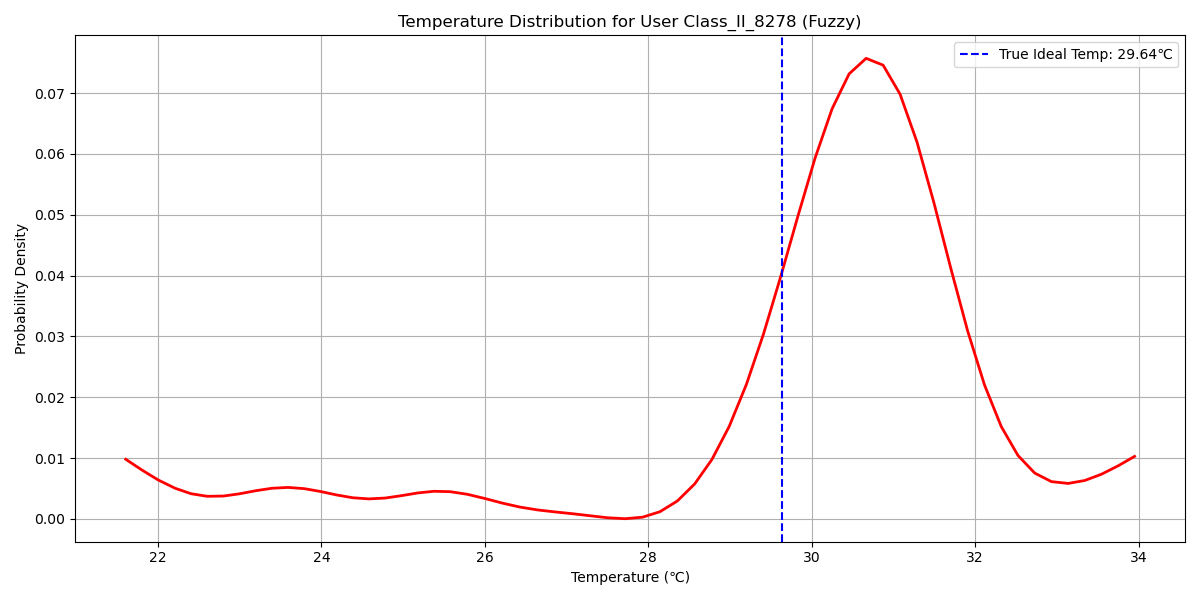 Temperature Distribution for User Class_II_8278 (Fuzzy)
True Ideal Temp: 29.64℃
Probability Density
0.07
0.06
0.05
0.04
0.03
0.02
0.01
0.00
22 24 26 28 30 32 34
Temperature (℃)